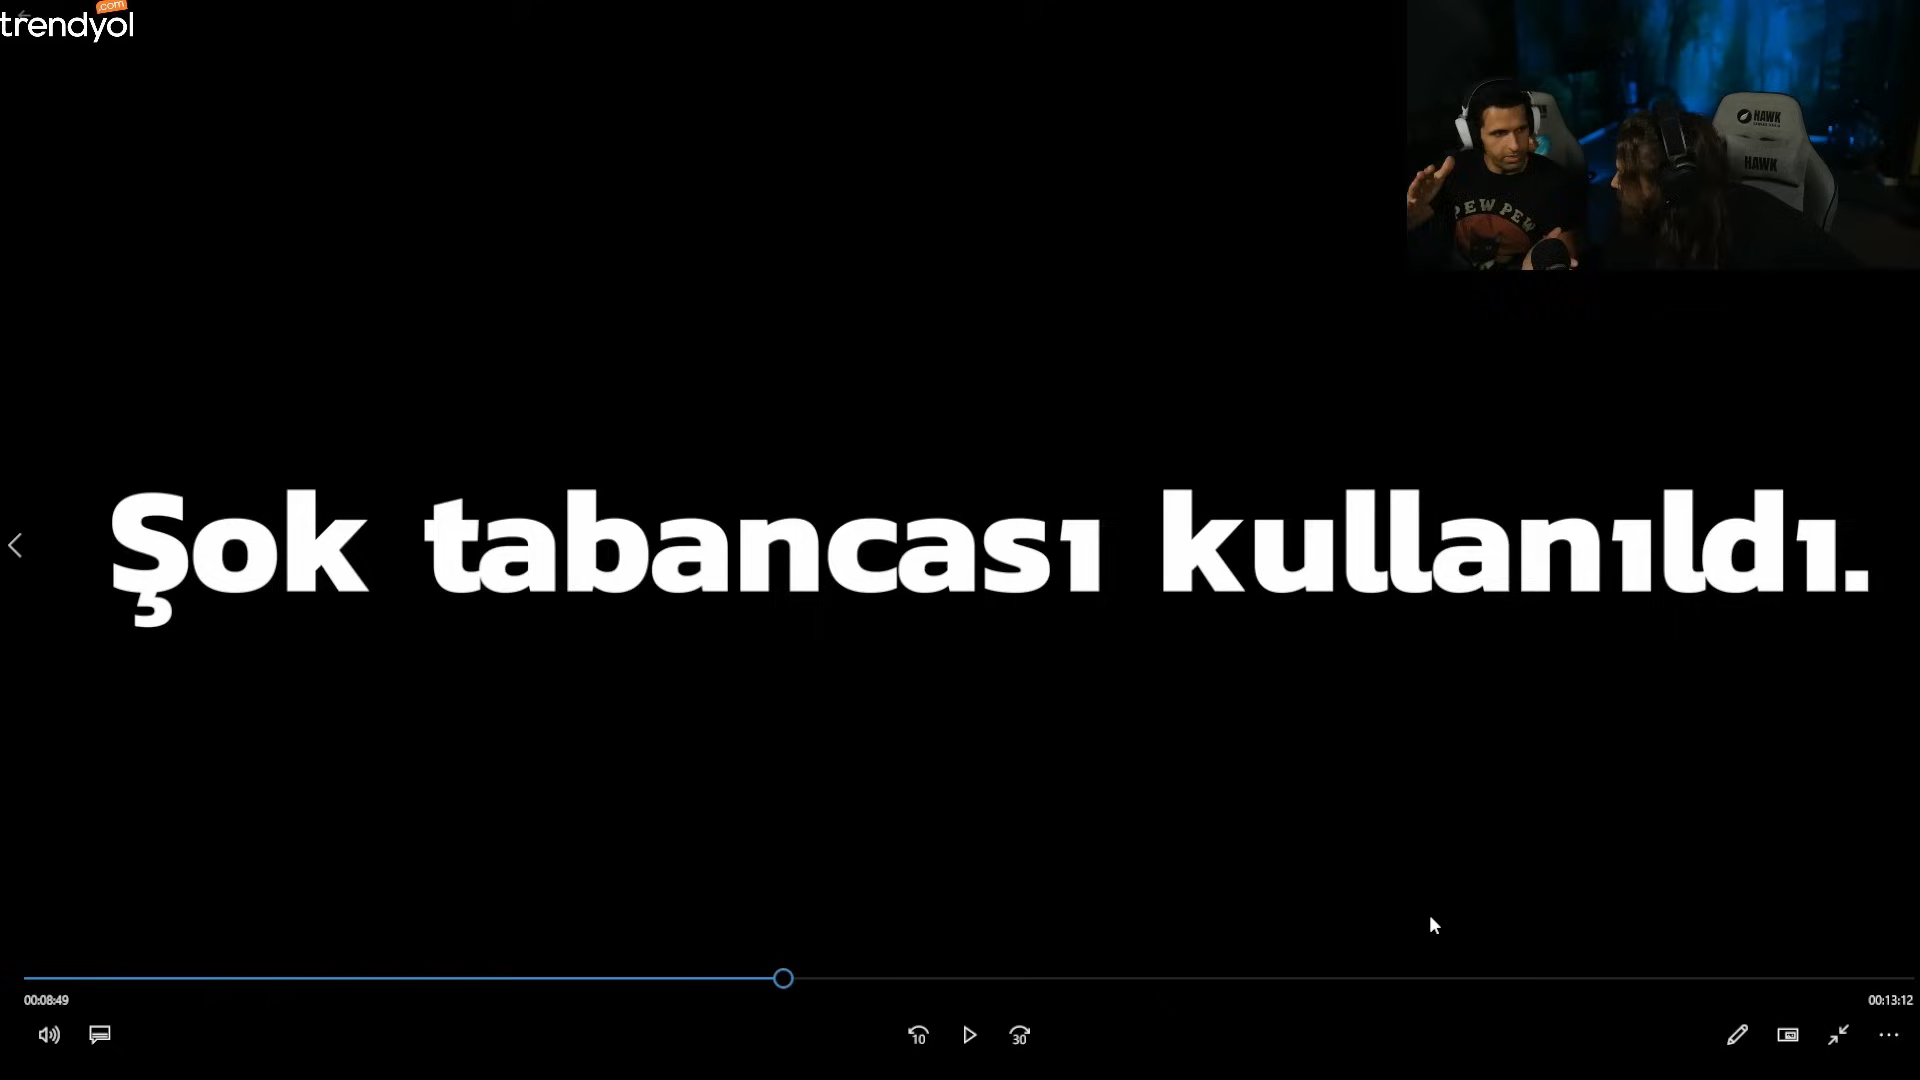 trendyol
.com
HAWK
HAWK
PEW PEW
Şok tabancası kullanıldı.
00:08:49
00:13:12
10
30